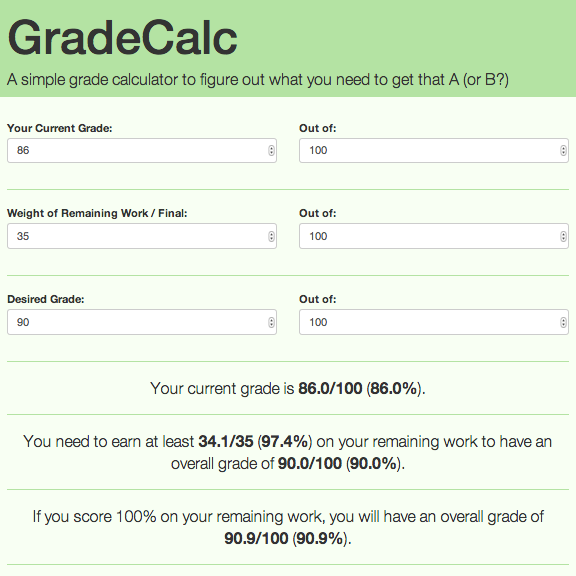 GradeCalc
A simple grade calculator to figure out what you need to get that A (or B?)
Your Current Grade: Out of:
86 100
Weight of Remaining Work / Final: Out of:
35 100
Desired Grade: Out of:
90 100
Your current grade is 86.0/100 (86.0%).
You need to earn at least 34.1/35 (97.4%) on your remaining work to have an
overall grade of 90.0/100 (90.0%).
If you score 100% on your remaining work, you will have an overall grade of
90.9/100 (90.9%).